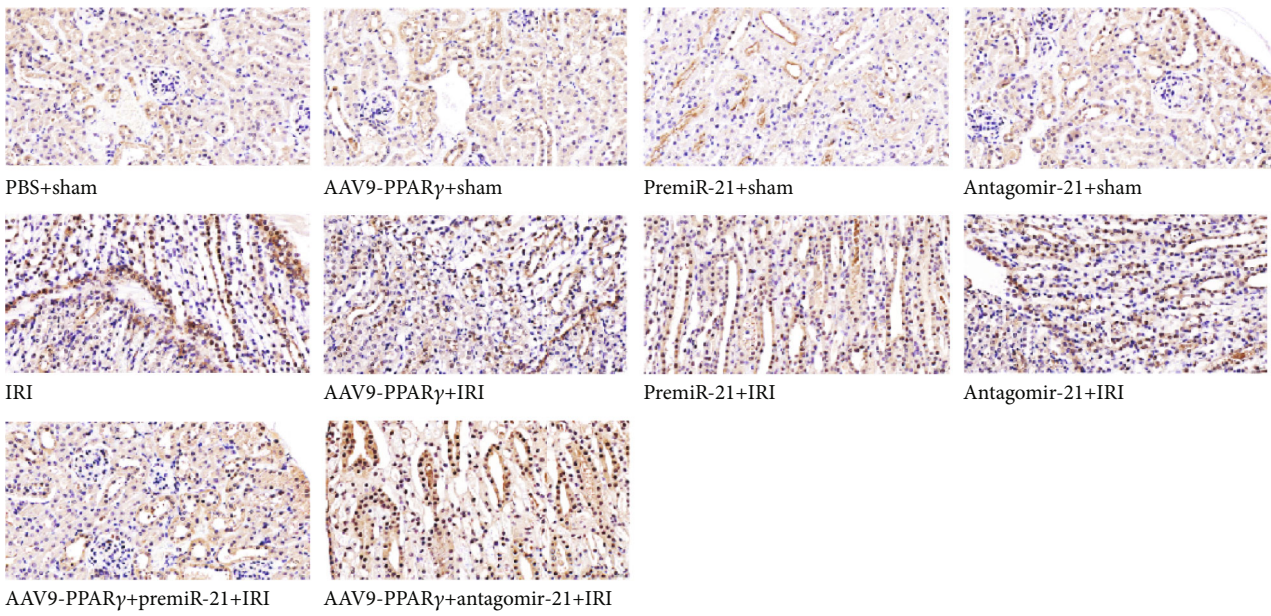 PBS+sham
AAV9-PPARγ+sham
PremiR-21+sham
Antagomir-21+sham
IRI
AAV9-PPARγ+IRI
PremiR-21+IRI
Antagomir-21+IRI
AAV9-PPARγ+premiR-21+IRI
AAV9-PPARγ+antagomir-21+IRI